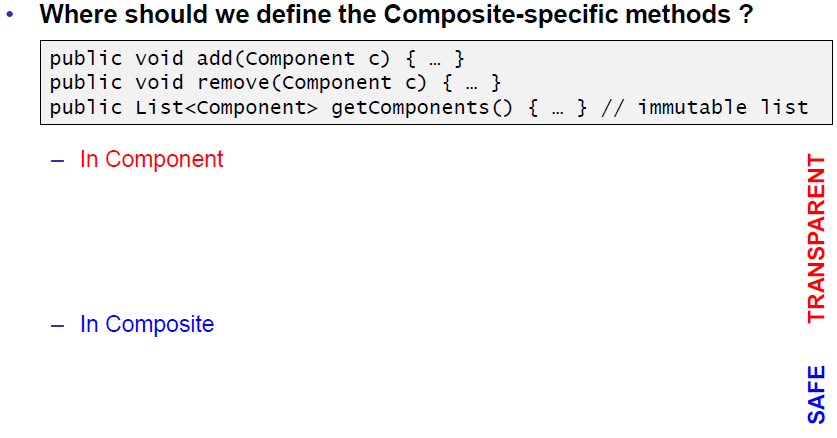 • Where should we define the Composite-specific methods ?
public void add(Component c) { … }
public void remove(Component c) { … }
public List<Component> getComponents() { … } // immutable list
– In Component
TRANSPARENT
– In Composite
SAFE